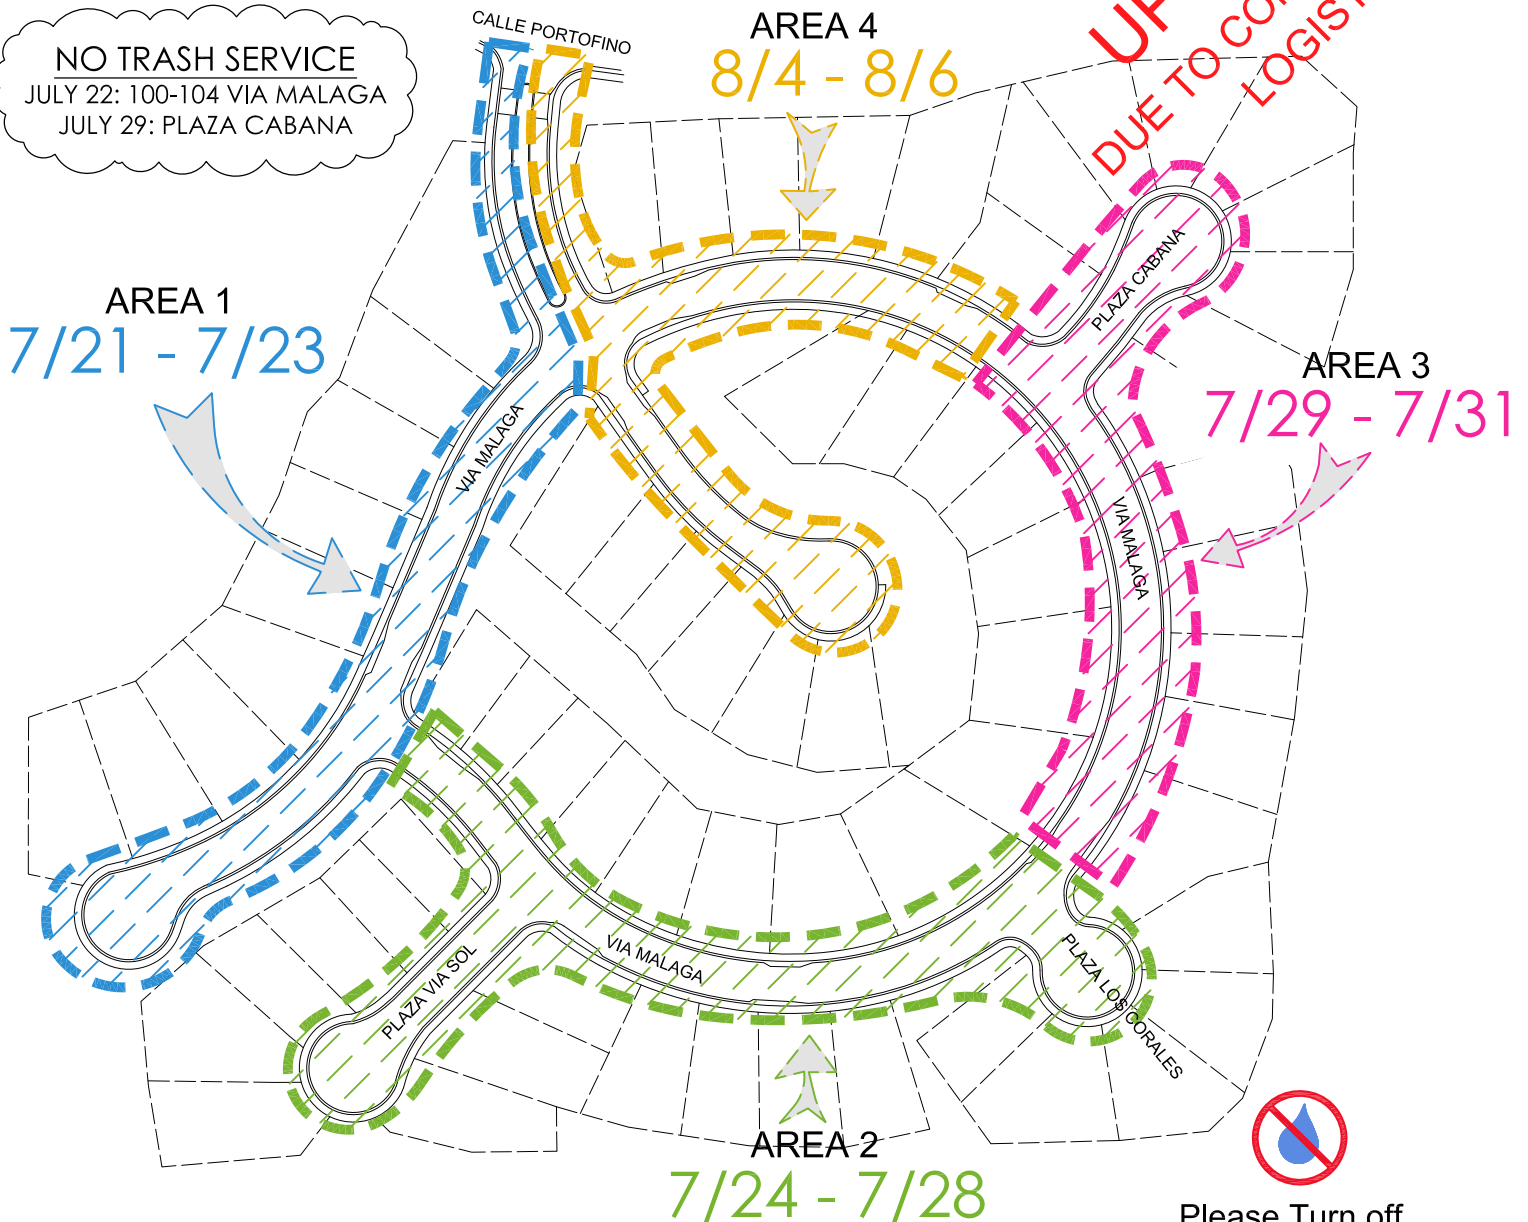 CALLE PORTOFINO
NO TRASH SERVICE
JULY 22: 100-104 VIA MALAGA
JULY 29: PLAZA CABANA
AREA 4
8/4 - 8/6
DUE TO
PLAZA CABANA
AREA 1
7/21 - 7/23
AREA 3
7/29 - 7/31
VIA MALAGA
VIA MALAGA
VIA MALAGA
PLAZA VIA SOL
PLAZA LOS CORALES
AREA 2
7/24 - 7/28
Please Turn off